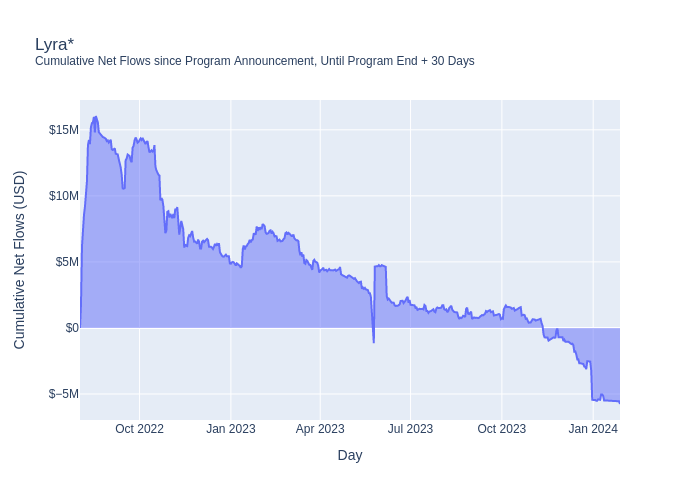 Lyra*
Cumulative Net Flows since Program Announcement, Until Program End + 30 Days
Cumulative Net Flows (USD)
$15M
$10M
$5M
$0
$−5M
Oct 2022 Jan 2023 Apr 2023 Jul 2023 Oct 2023 Jan 2024
Day